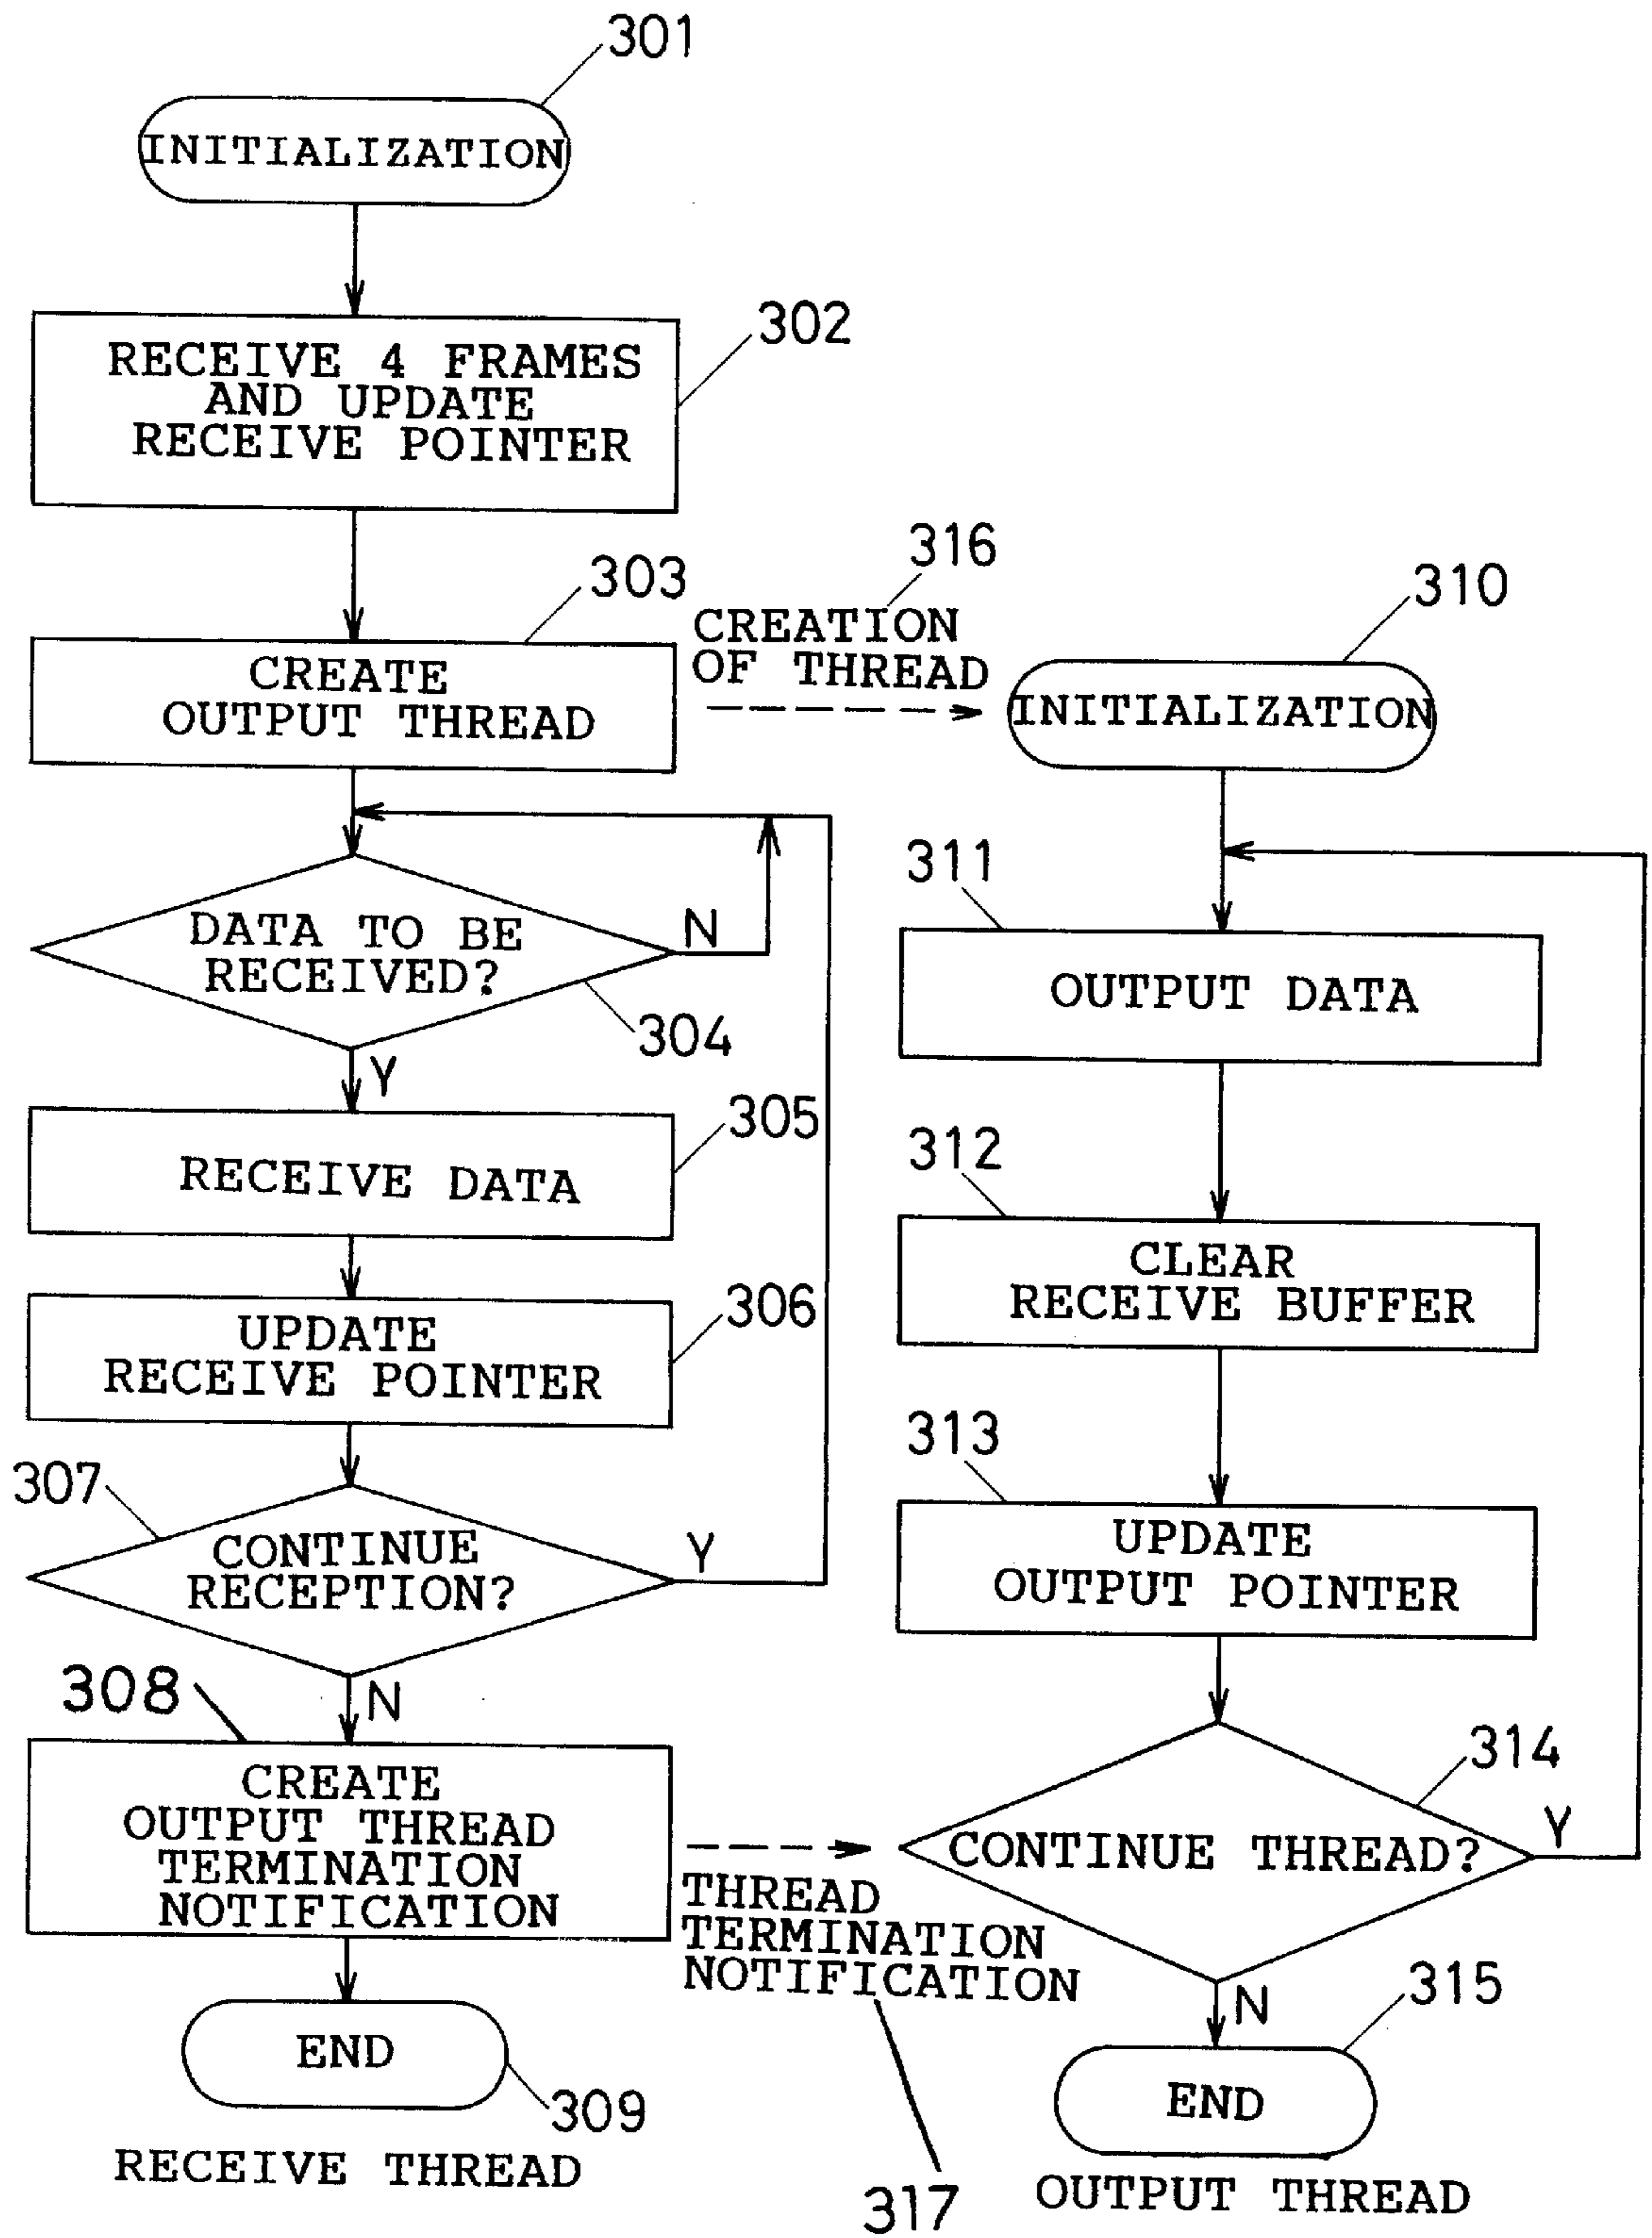 301
INITIALIZATION
302
RECEIVE 4 FRAMES
AND UPDATE
RECEIVE POINTER
303
CREATE
OUTPUT THREAD
316
CREATION
OF THREAD
310
INITIALIZATION
DATA TO BE
RECEIVED?
N
304
Y
305
RECEIVE DATA
306
UPDATE
RECEIVE POINTER
307
CONTINUE
RECEPTION?
Y
N
308
CREATE
OUTPUT THREAD
TERMINATION
NOTIFICATION
THREAD
TERMINATION
NOTIFICATION
317
END
309
RECEIVE THREAD
311
OUTPUT DATA
312
CLEAR
RECEIVE BUFFER
313
UPDATE
OUTPUT POINTER
314
CONTINUE THREAD?
Y
N
315
END
OUTPUT THREAD